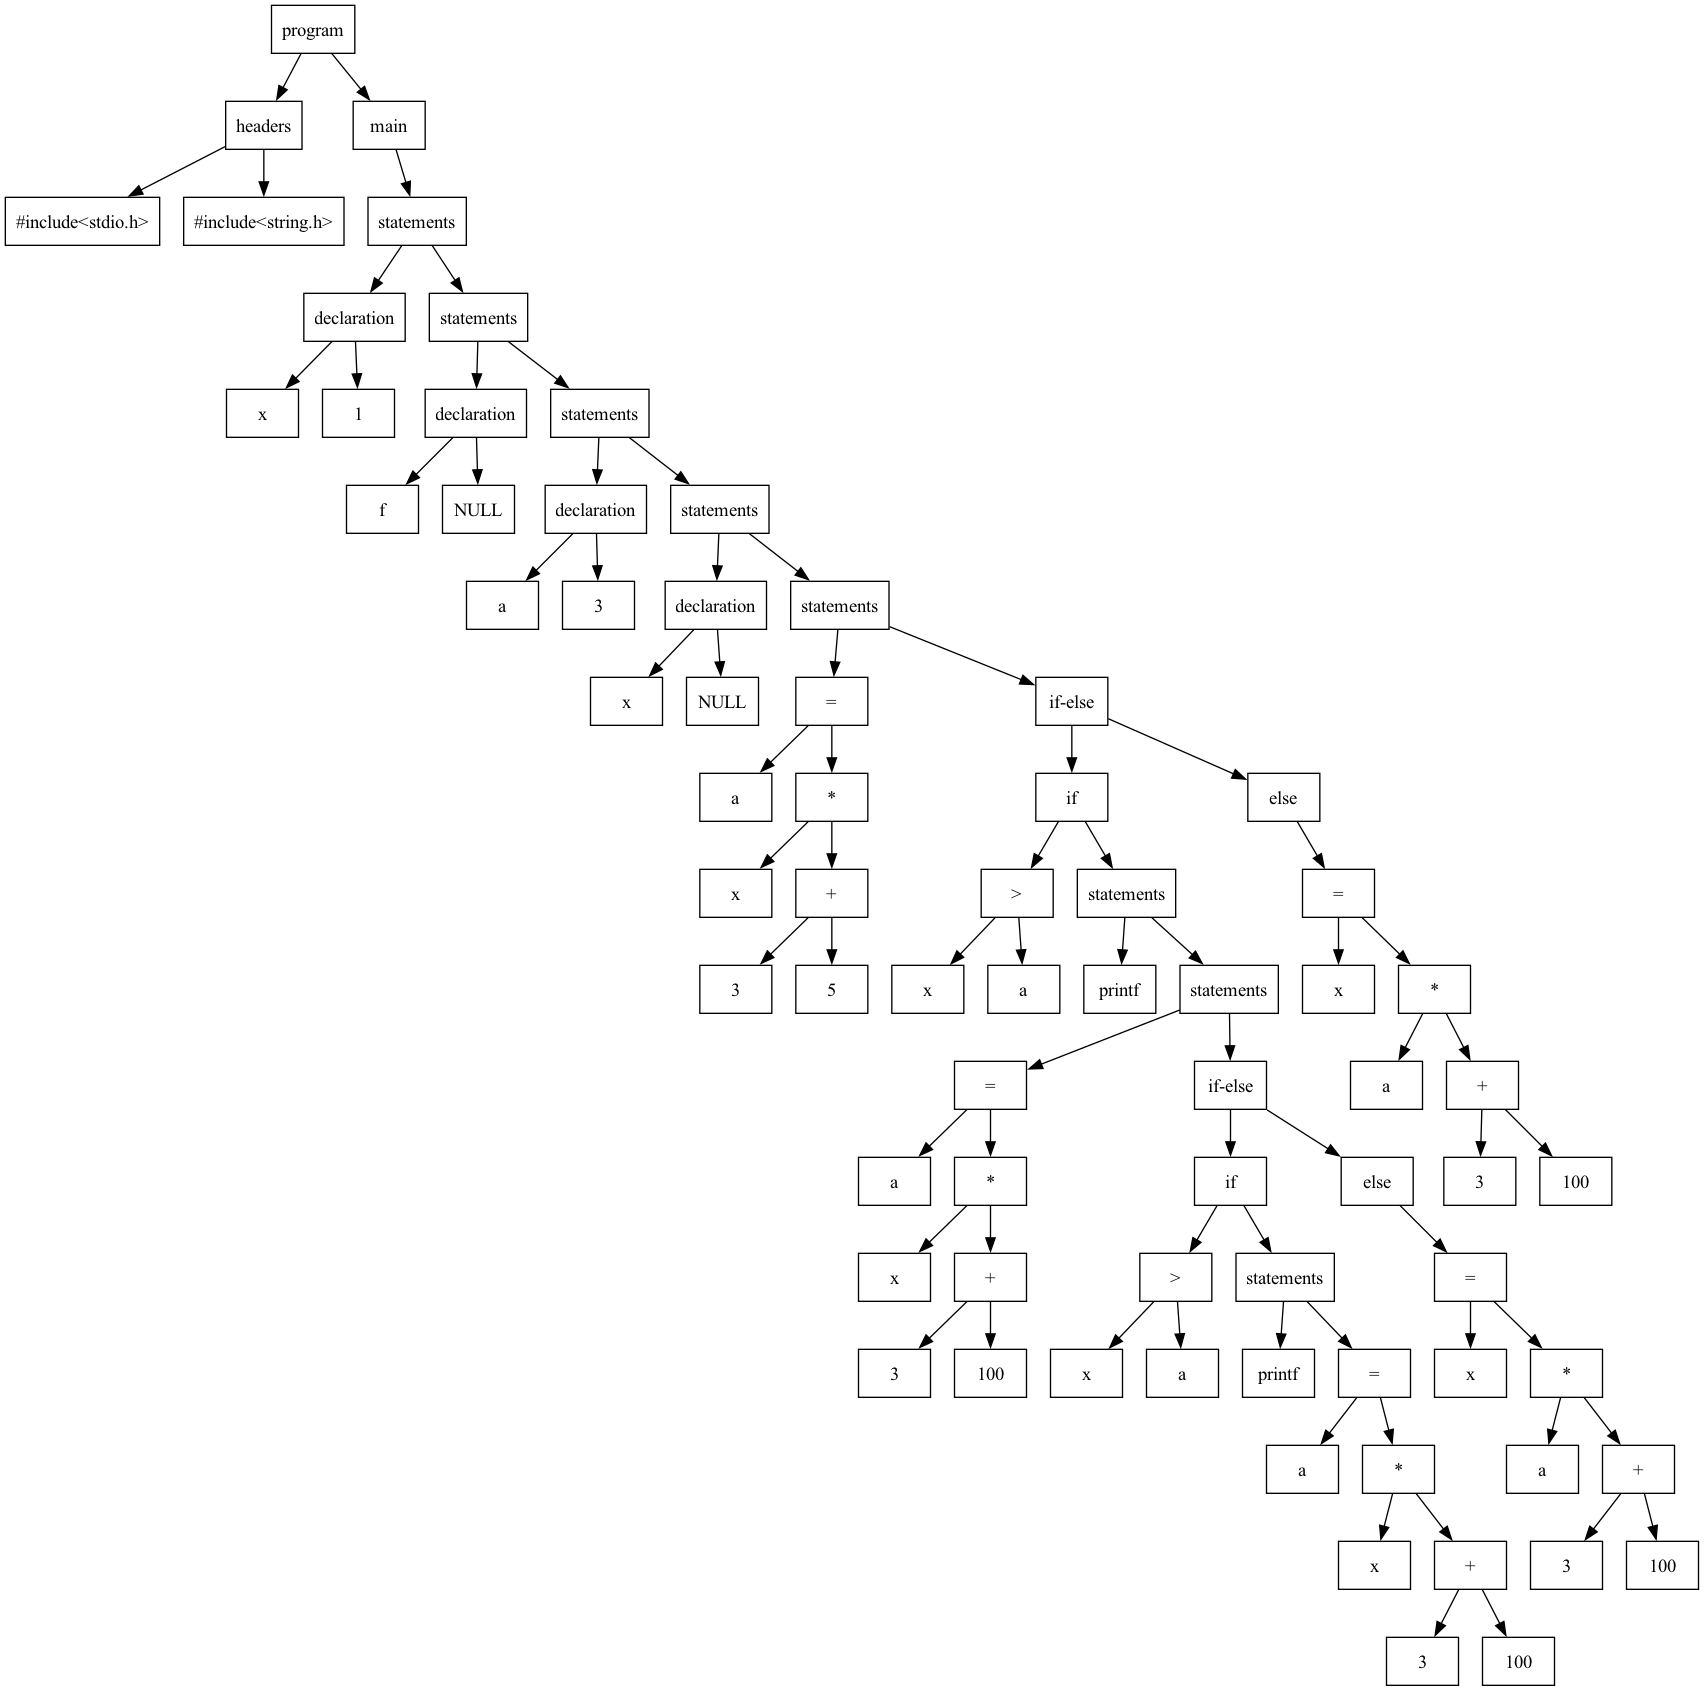 program
headers
main
#include<stdio.h>
#include<string.h>
statements
declaration
statements
x
1
declaration
statements
f
NULL
declaration
statements
a
3
declaration
statements
x
NULL
=
if-else
a
*
if
else
x
+
>
statements
=
3
5
x
a
printf
statements
x
*
=
if-else
a
+
a
*
if
else
3
100
x
+
>
statements
=
3
100
x
a
printf
=
x
*
a
*
a
+
x
+
3
100
3
100